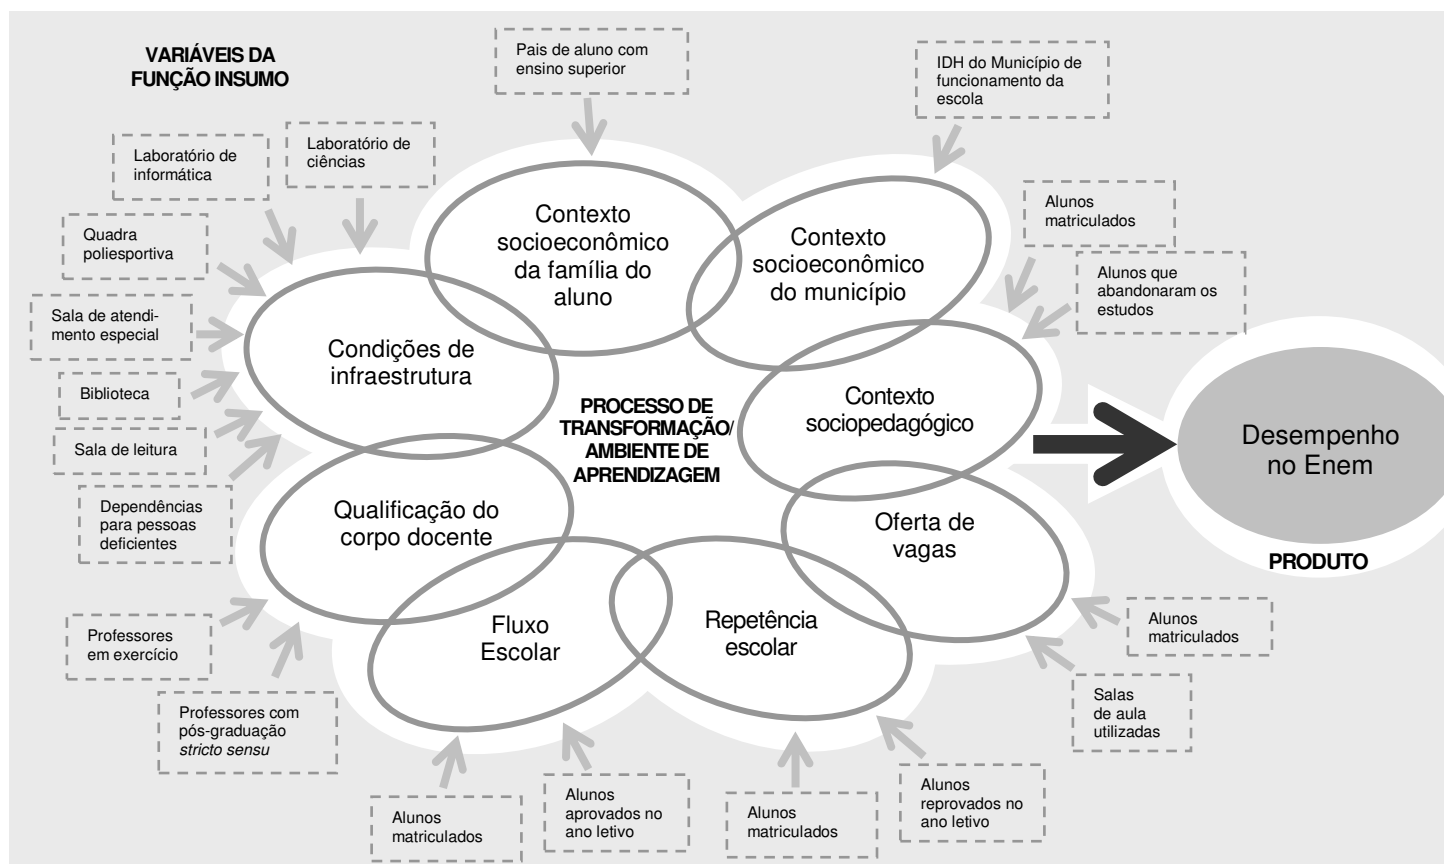 VARIÁVEIS DA
FUNÇÃO INSUMO
Pais de aluno com
ensino superior
IDH do Município de
funcionamento da
escola
Laboratório de
informática
Laboratório de
ciências
Alunos
matriculados
Quadra
poliesportiva
Alunos que
abandonaram os
estudos
Sala de atendi-
mento especial
Biblioteca
Sala de leitura
Dependências
para pessoas
deficientes
Contexto
socioeconômico
da família do
aluno
Contexto
socioeconômico
do município
Condições de
infraestrutura
PROCESSO DE
TRANSFORMAÇÃO/
AMBIENTE DE
APRENDIZAGEM
Contexto
sociopedagógico
Desempenho
no Enem
PRODUTO
Qualificação do
corpo docente
Oferta de
vagas
Fluxo
Escolar
Repetência
escolar
Professores
em exercício
Professores com
pós-graduação
stricto sensu
Alunos
matriculados
Salas
de aula
utilizadas
Alunos
matriculados
Alunos
aprovados no
ano letivo
Alunos
matriculados
Alunos
reprovados no
ano letivo